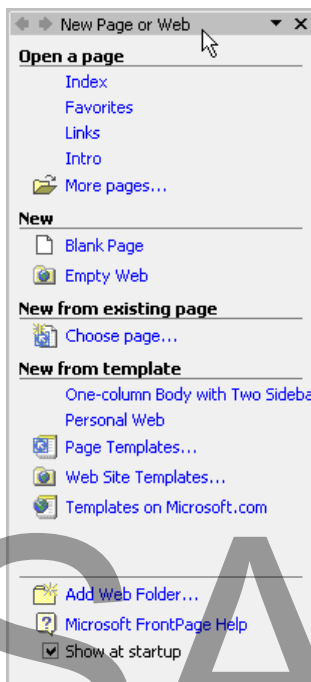 New Page or Web
Open a page
Index
Favorites
Links
Intro
More pages...
New
Blank Page
Empty Web
New from existing page
Choose page...
New from template
One-column Body with Two Sideba
Personal Web
Page Templates...
Web Site Templates...
Templates on Microsoft.com
Add Web Folder...
Microsoft FrontPage Help
Show at startup
SA